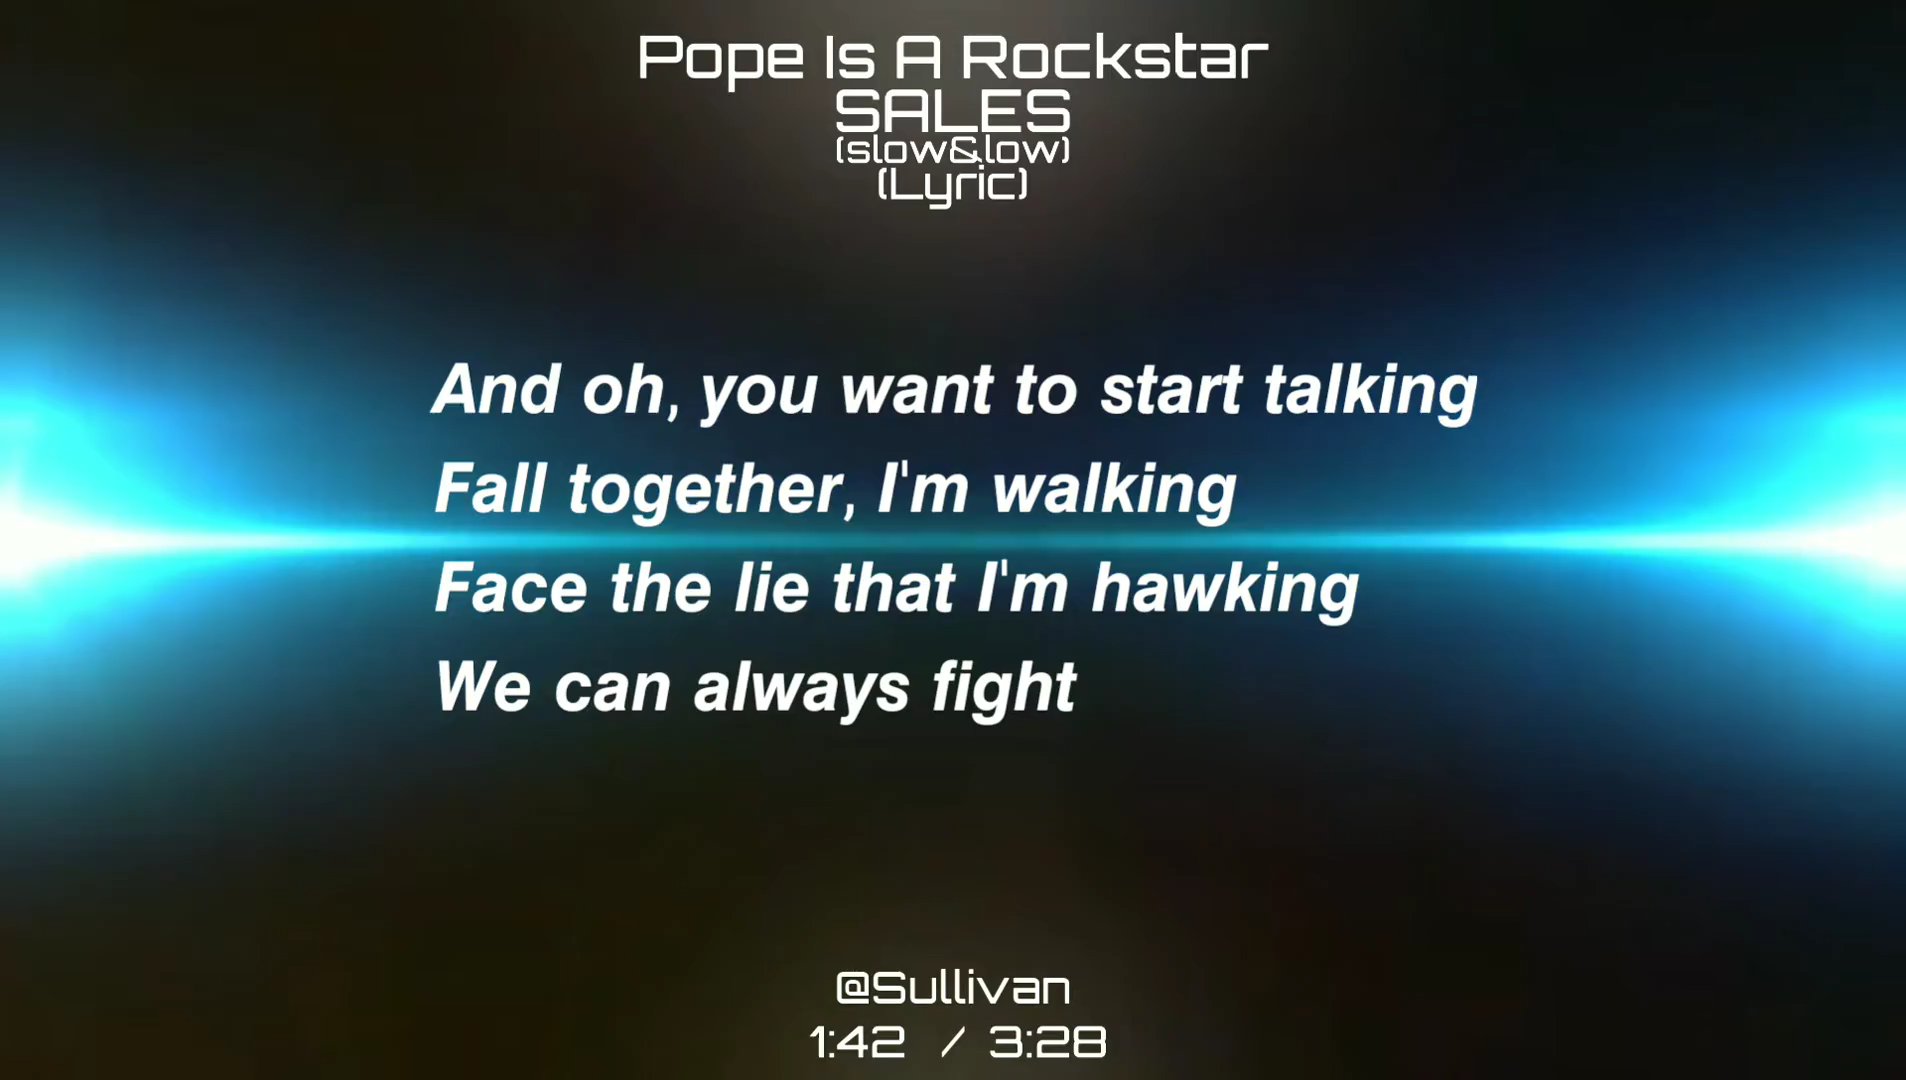 Pope Is A Rockstar
SALES
(slow&low)
(Lyric)
And oh, you want to start talking
Fall together, I'm walking
Face the lie that I'm hawking
We can always fight
@Sullivan
1:42 / 3:28